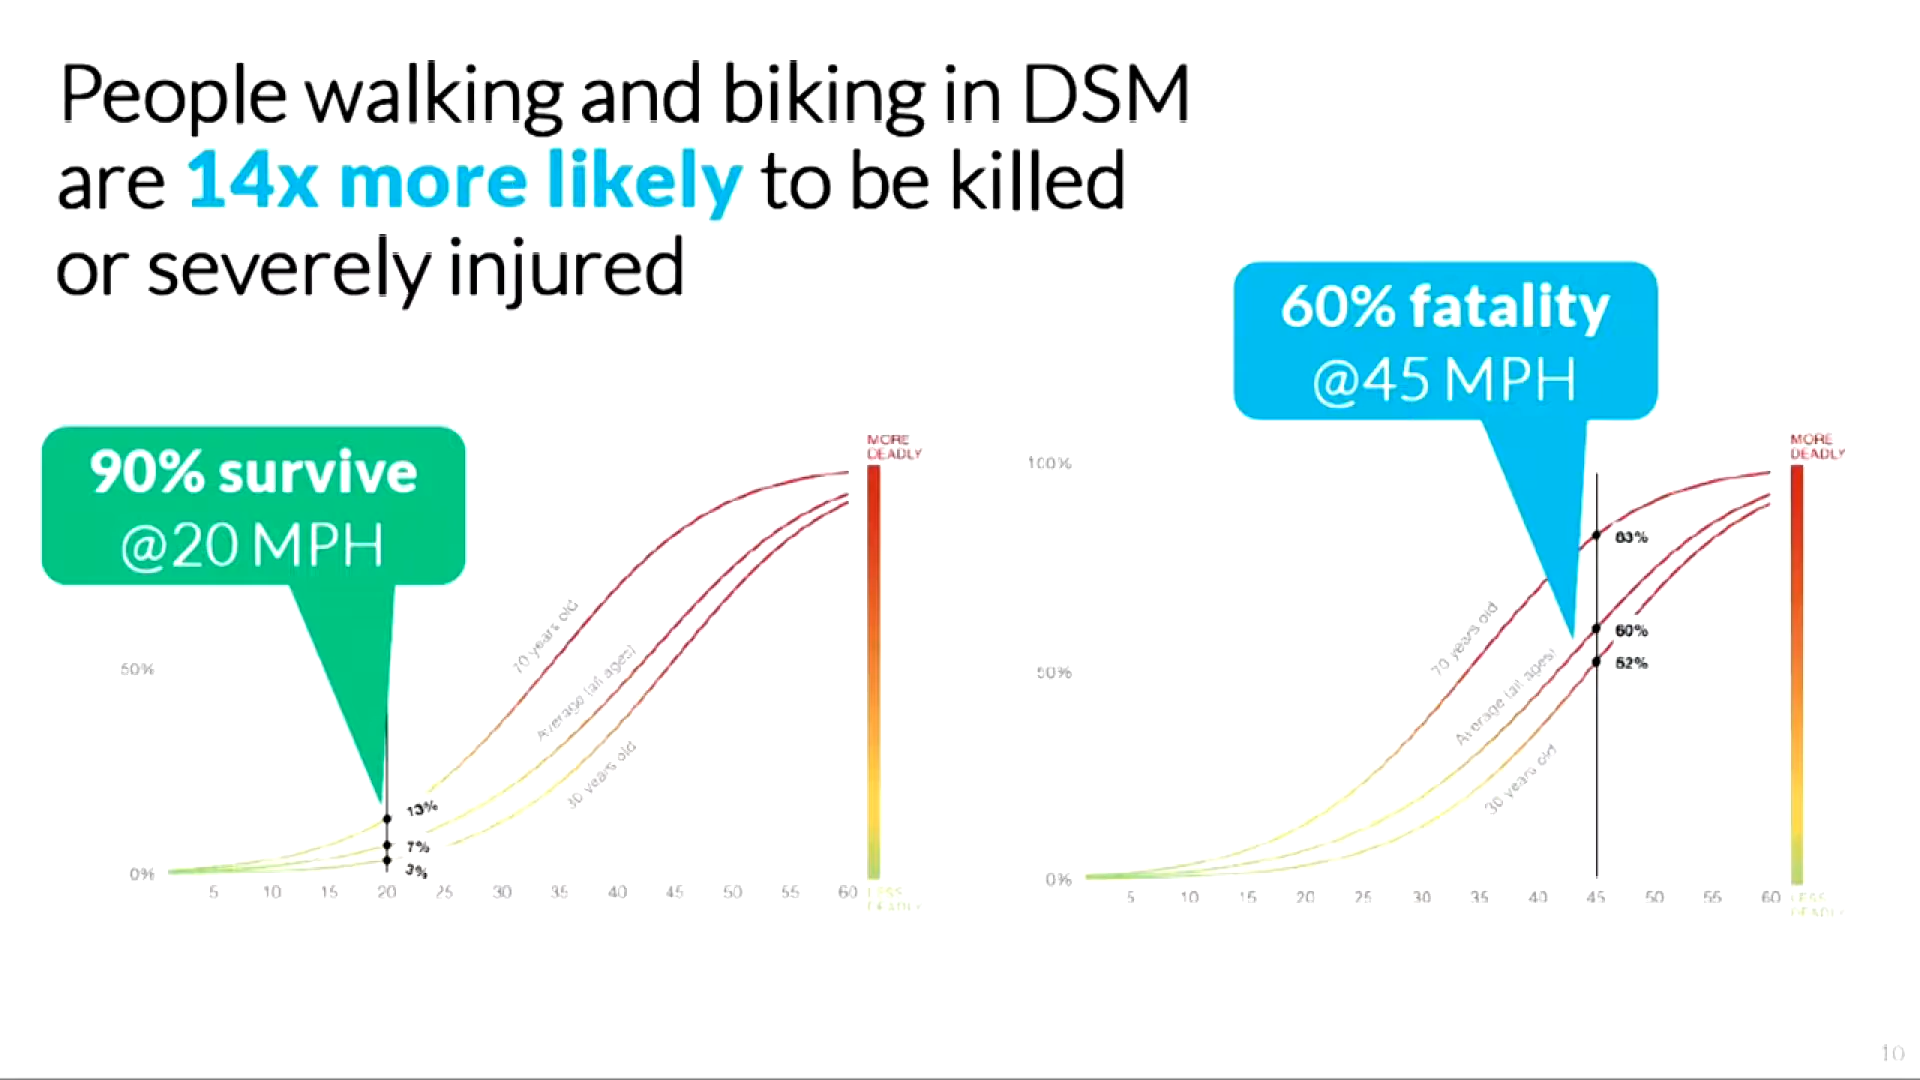 People walking and biking in DSM
are 14x more likely to be killed
or severely injured
90% survive
@20 MPH
60% fatality
@45 MPH
MORE
DEADLY
50%
0%
70 years old
Average (all ages)
30 years old
13%
7%
3%
5 10 15 20 25 30 35 40 45 50 55 60
LESS
DEADLY
MORE
DEADLY
100%
50%
0%
70 years old
Average (all ages)
30 years old
83%
60%
52%
5 10 15 20 25 30 35 40 45 50 55 60
LESS
DEADLY
10